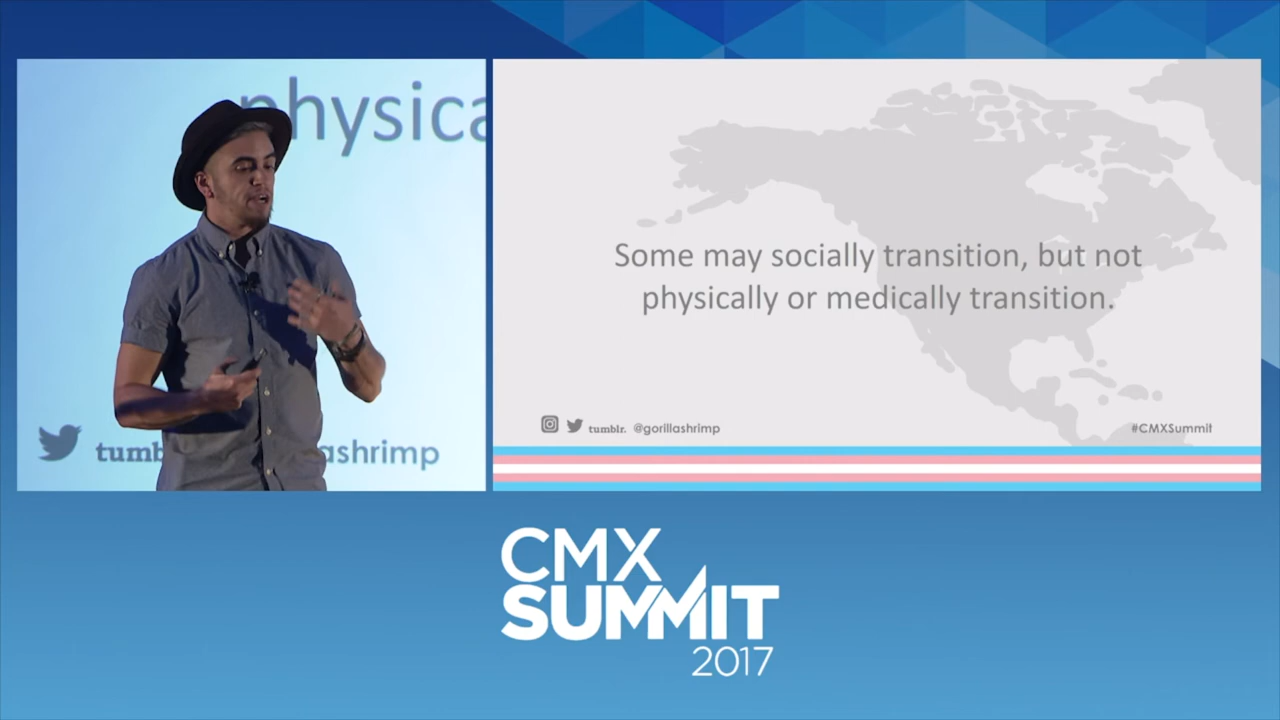 physica
tumb
ashrimp
Some may socially transition, but not
physically or medically transition.
tumblr. @gorillashrimp
#CMXSummit
CMX
SUMMIT
2017